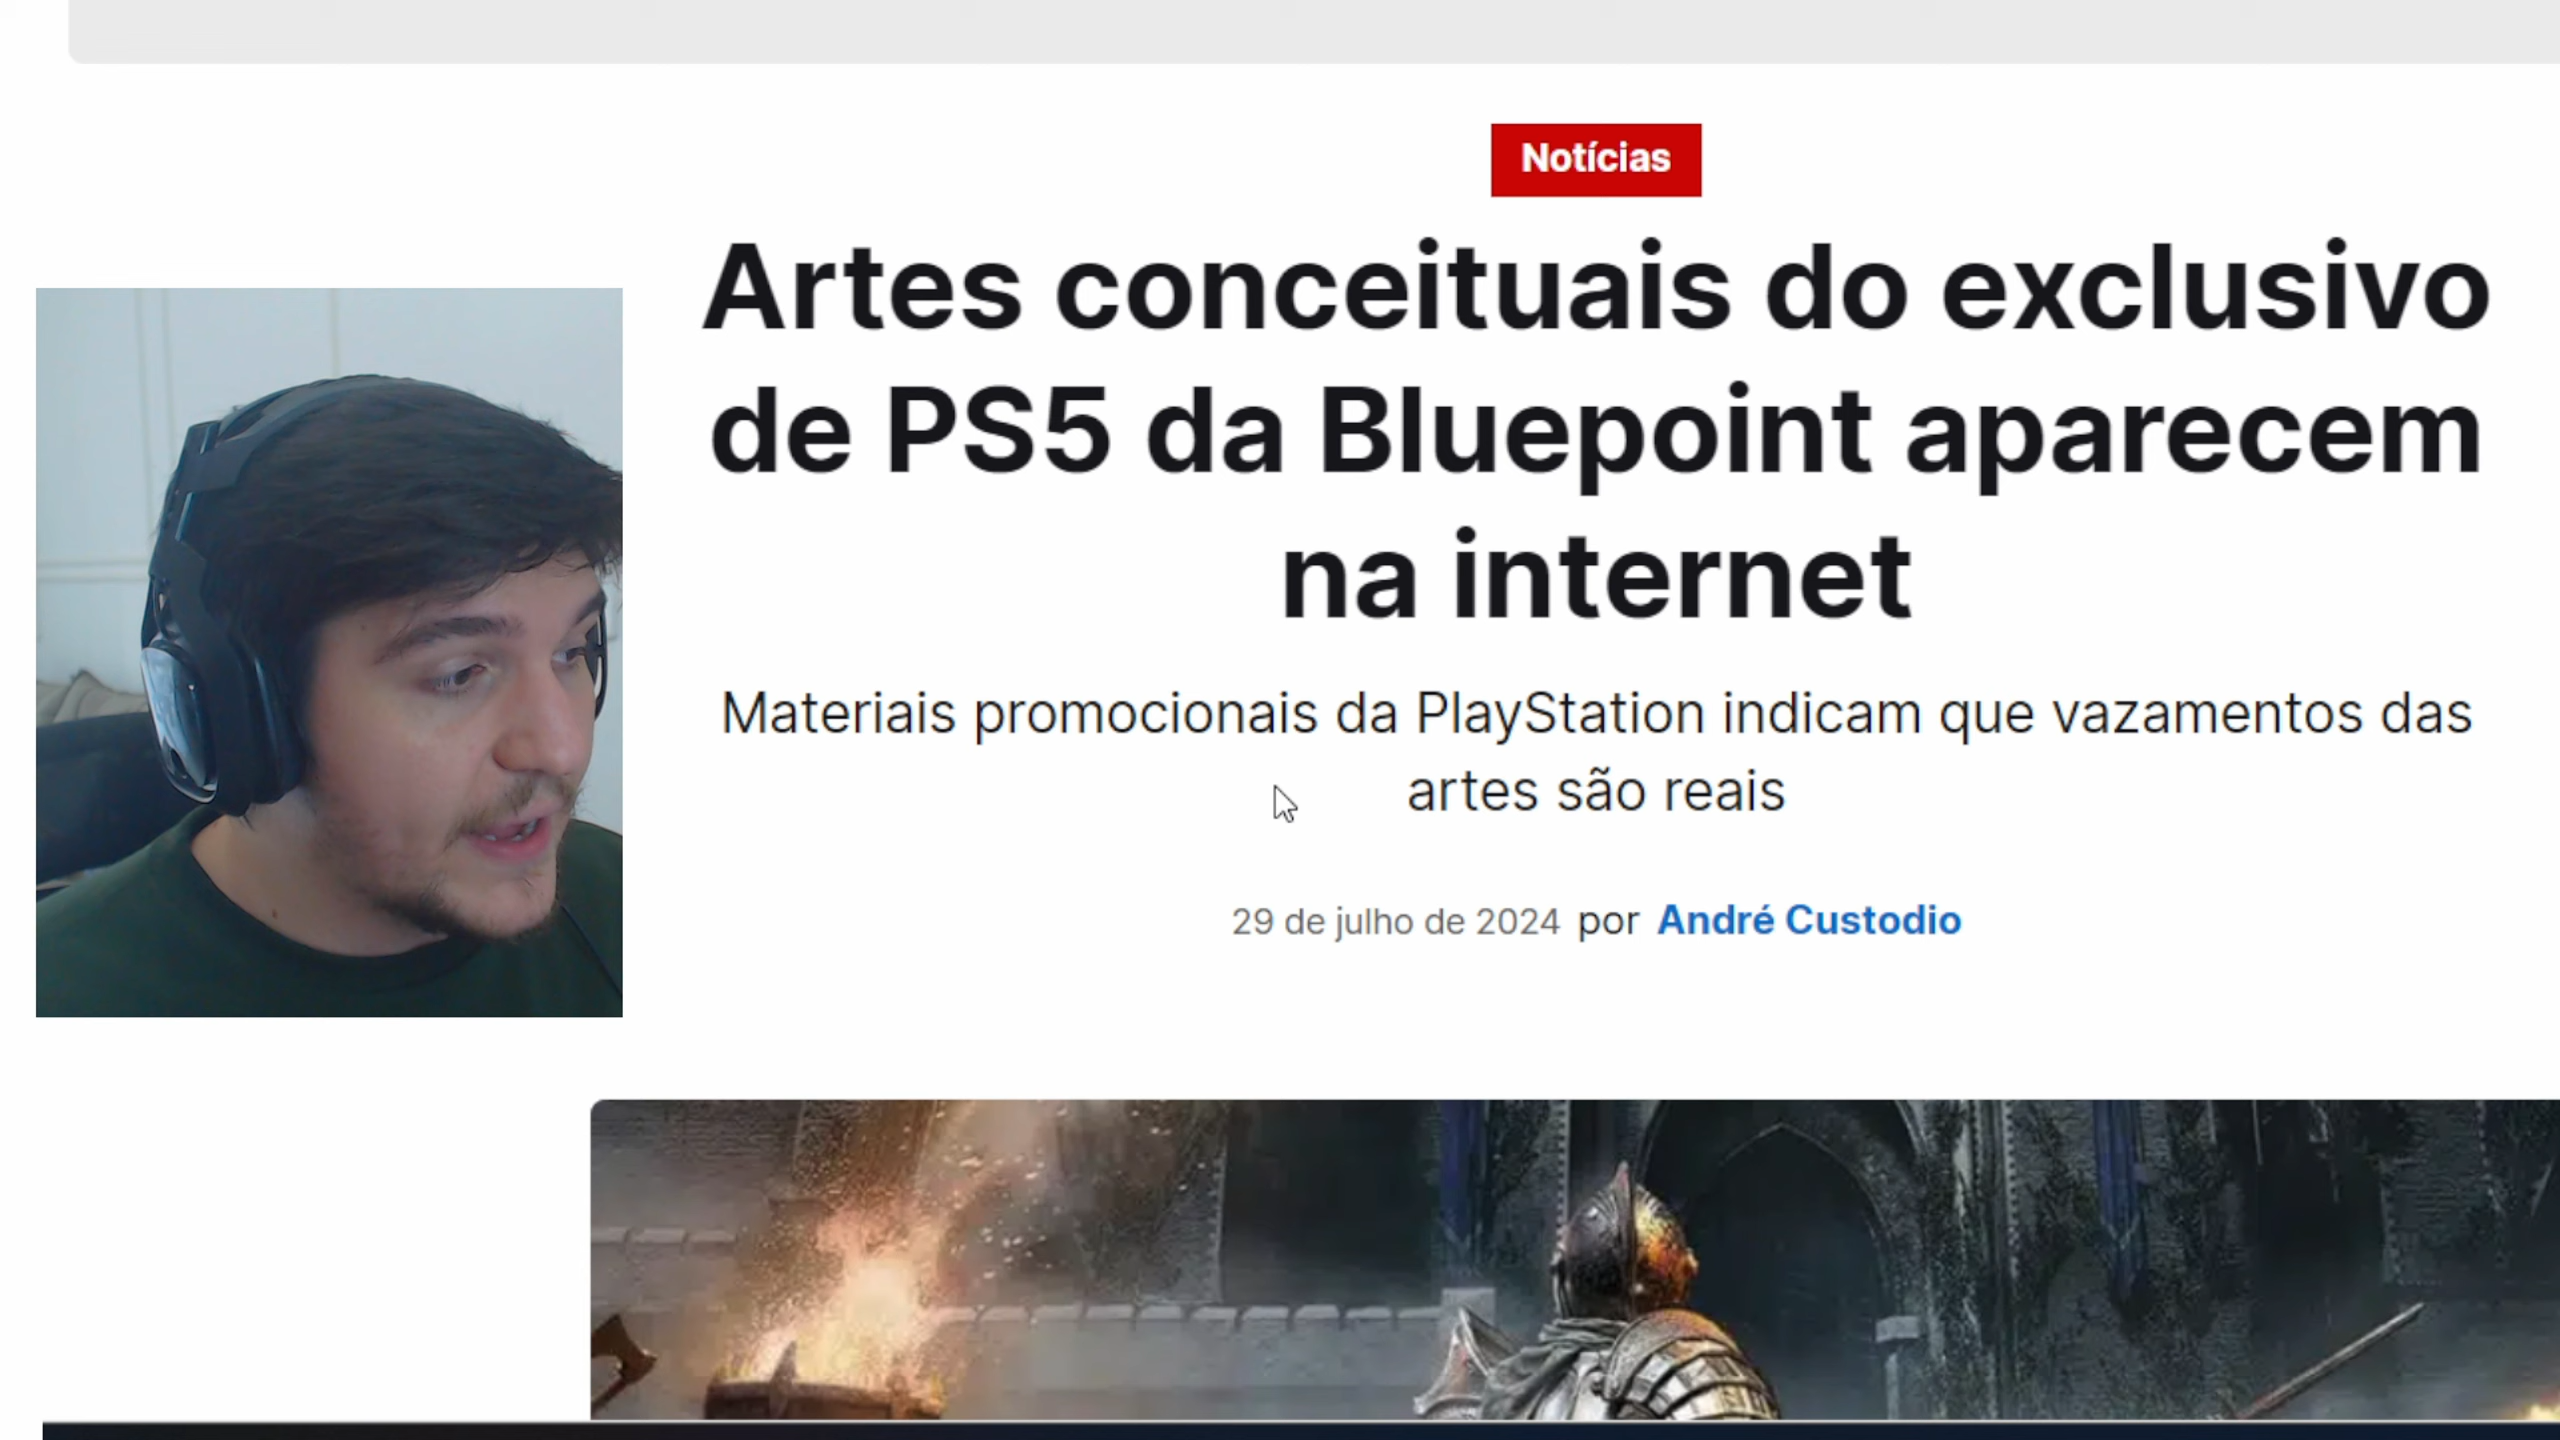 Notícias
Artes conceituais do exclusivo
de PS5 da Bluepoint aparecem
na internet
Materiais promocionais da PlayStation indicam que vazamentos das
artes são reais
29 de julho de 2024 por André Custodio